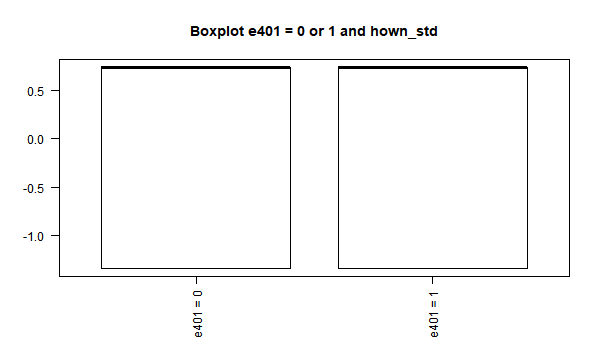 Boxplot e401 = 0 or 1 and hown_std
0.5
0.0
-0.5
-1.0
e401 = 0
e401 = 1